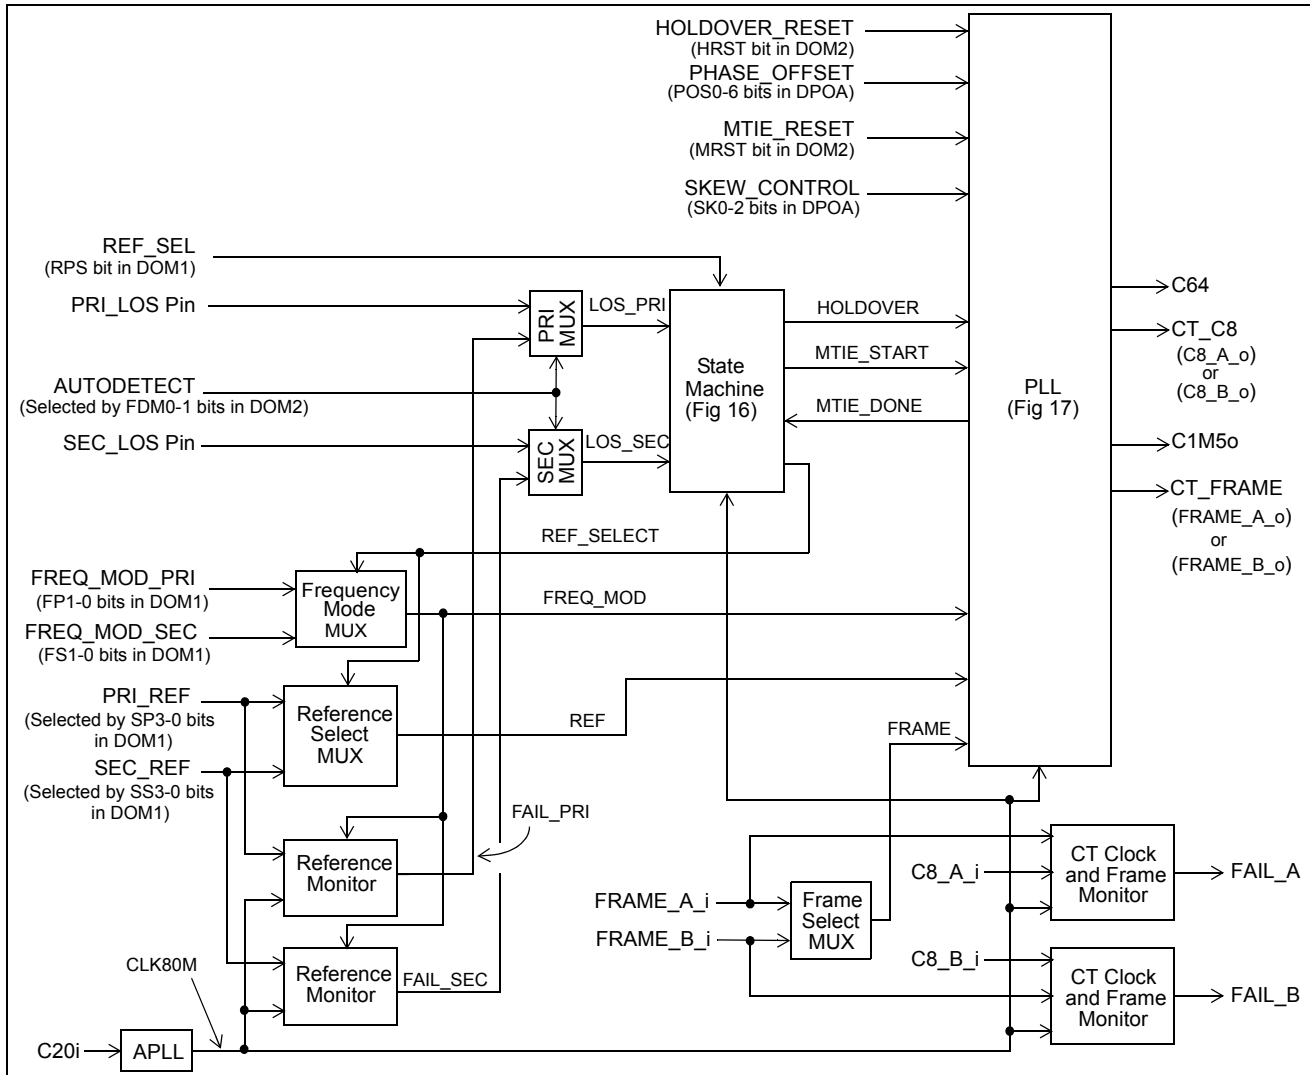 HOLDOVER_RESET
(HRST bit in DOM2)
PHASE_OFFSET
(POS0-6 bits in DPOA)
MTIE_RESET
(MRST bit in DOM2)
SKEW_CONTROL
(SK0-2 bits in DPOA)
REF_SEL
(RPS bit in DOM1)
PRI_LOS Pin
PRI
MUX
LOS_PRI
AUTODETECT
(Selected by FDM0-1 bits in DOM2)
SEC_LOS Pin
SEC
MUX
LOS_SEC
State
Machine
(Fig 16)
HOLDOVER
MTIE_START
MTIE_DONE
PLL
(Fig 17)
C64
CT_C8
(C8_A_o)
or
(C8_B_o)
C1M5o
CT_FRAME
(FRAME_A_o)
or
(FRAME_B_o)
REF_SELECT
FREQ_MOD_PRI
(FP1-0 bits in DOM1)
FREQ_MOD_SEC
(FS1-0 bits in DOM1)
Frequency
Mode
MUX
FREQ_MOD
PRI_REF
(Selected by SP3-0 bits
in DOM1)
SEC_REF
(Selected by SS3-0 bits
in DOM1)
Reference
Select
MUX
REF
FRAME
FAIL_PRI
Reference
Monitor
Reference
Monitor
FAIL_SEC
CLK80M
C20i
APLL
FRAME_A_i
FRAME_B_i
Frame
Select
MUX
C8_A_i
CT Clock
and Frame
Monitor
FAIL_A
C8_B_i
CT Clock
and Frame
Monitor
FAIL_B